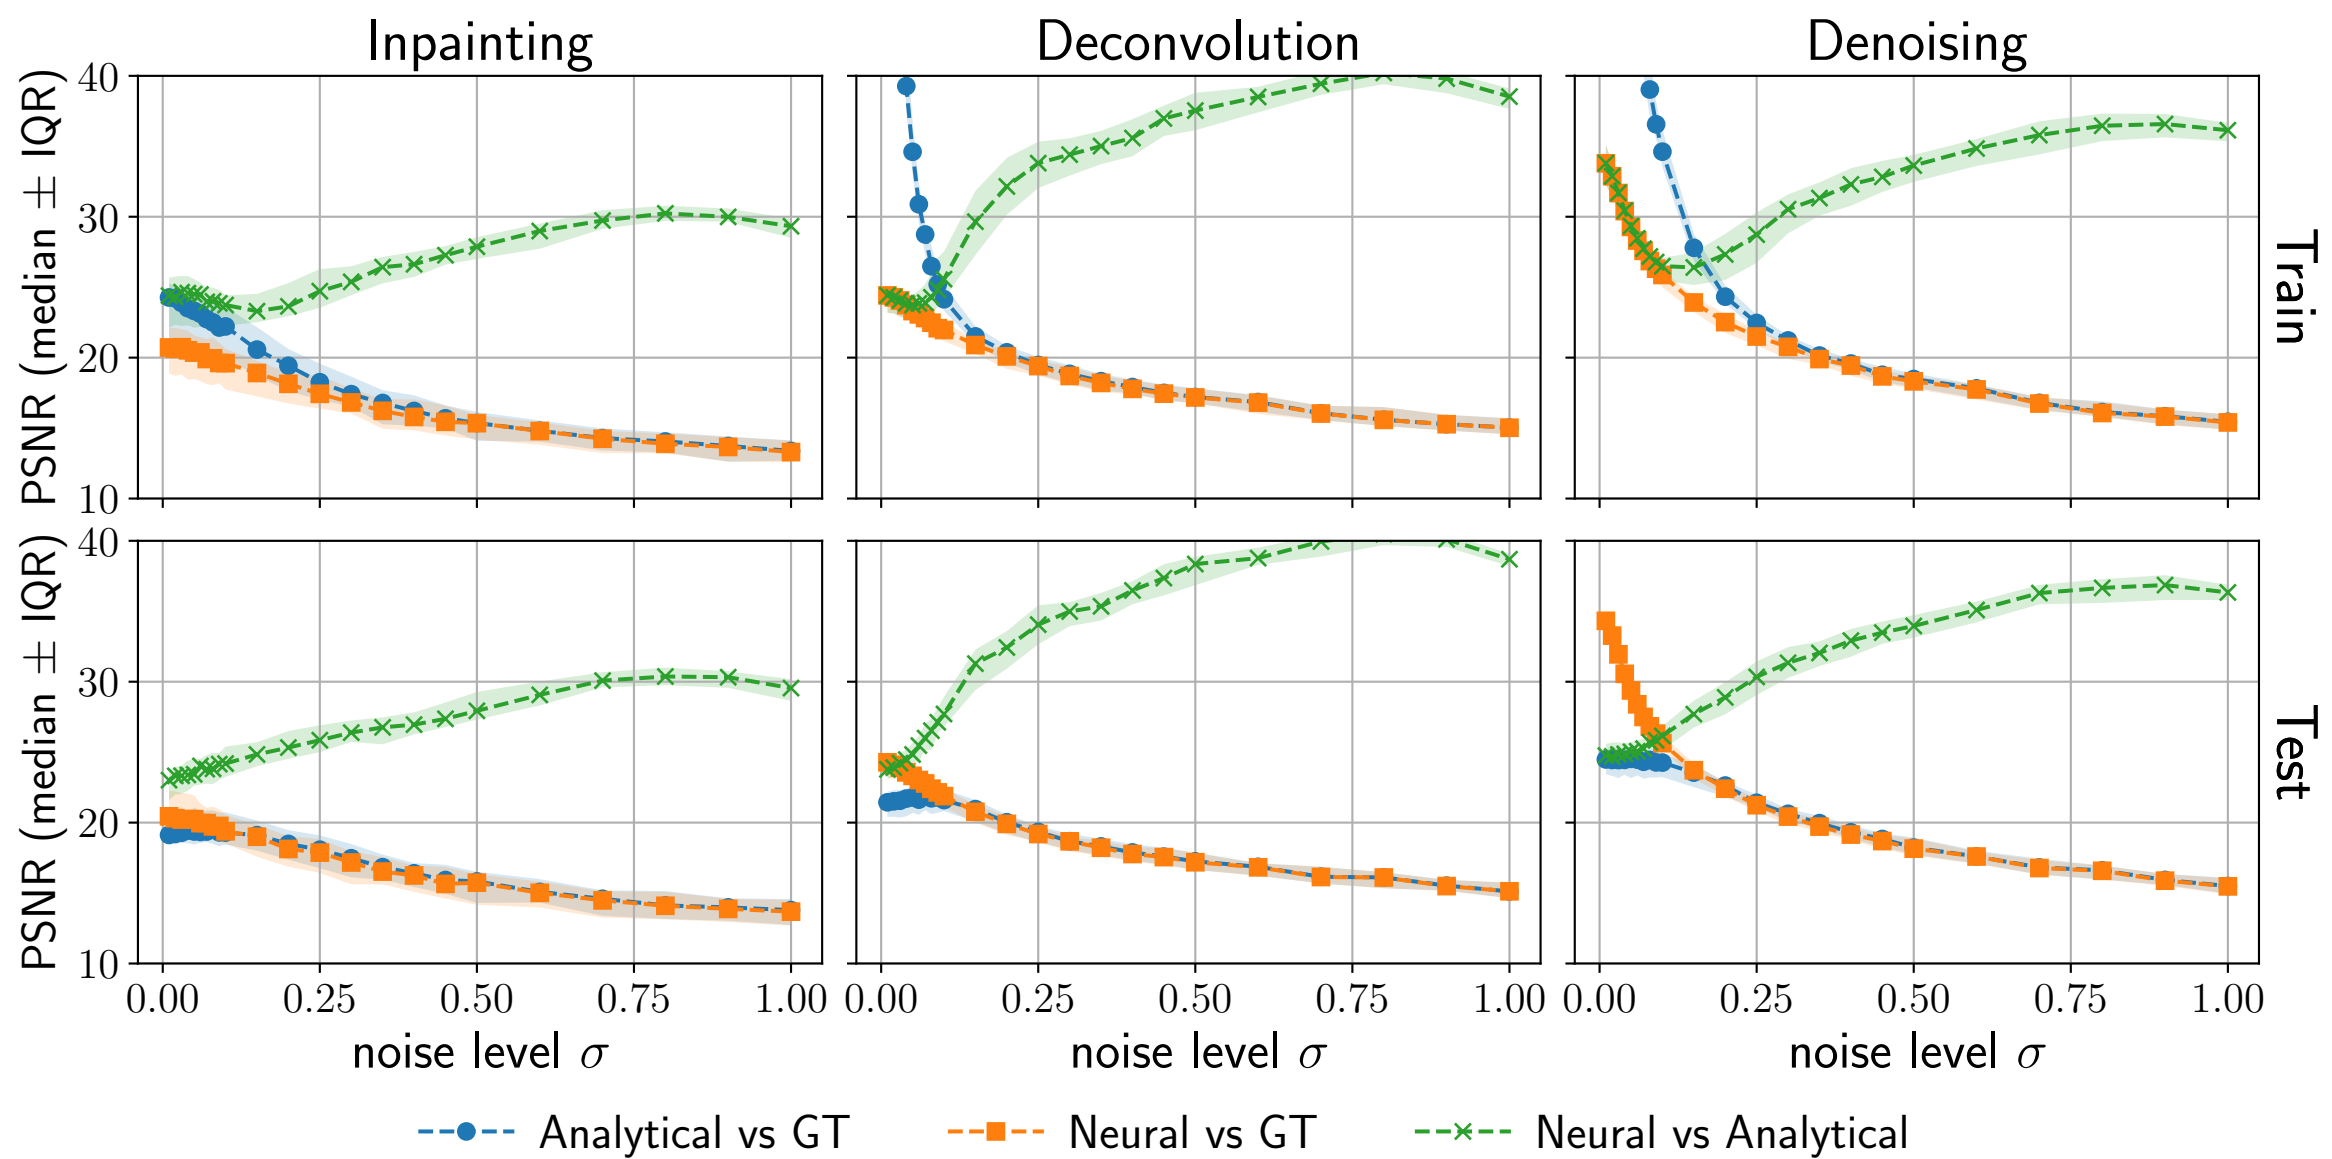 Inpainting Deconvolution Denoising
PSNR (median ± IQR)
40
30
20
10
Train
PSNR (median ± IQR)
40
30
20
10
Test
0.00 0.25 0.50 0.75 1.00 0.00 0.25 0.50 0.75 1.00 0.00 0.25 0.50 0.75 1.00
noise level σ noise level σ noise level σ
Analytical vs GT Neural vs GT Neural vs Analytical